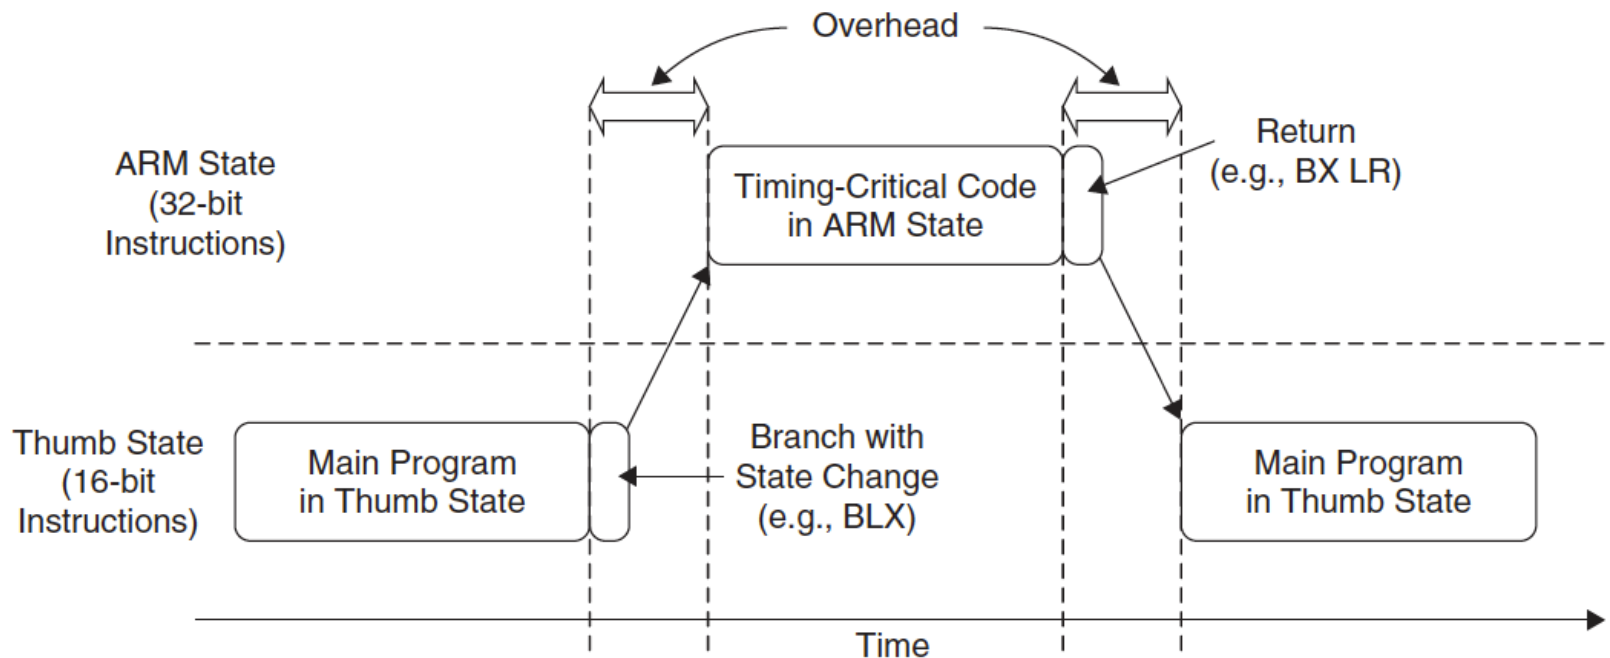 Overhead
Return
(e.g., BX LR)
ARM State
(32-bit
Instructions)
Timing-Critical Code
in ARM State
Thumb State
(16-bit
Instructions)
Main Program
in Thumb State
Branch with
State Change
(e.g., BLX)
Main Program
in Thumb State
Time